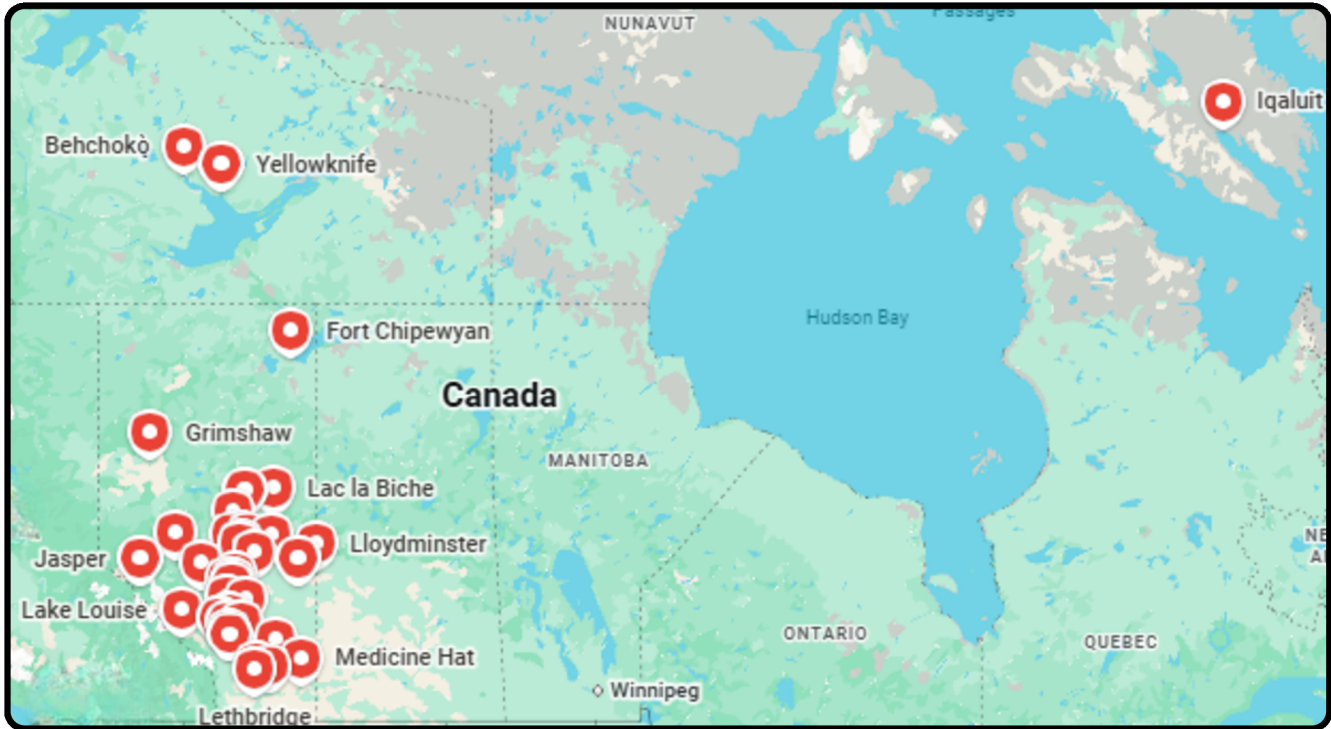 Passages
NUNAVUT
Iqaluit
Behchokǫ̀
Yellowknife
Hudson Bay
Fort Chipewyan
Canada
Grimshaw
MANITOBA
Lac la Biche
Lloydminster
Jasper
NE
A
Lake Louise
ONTARIO
QUEBEC
Medicine Hat
Winnipeg
Lethbridge